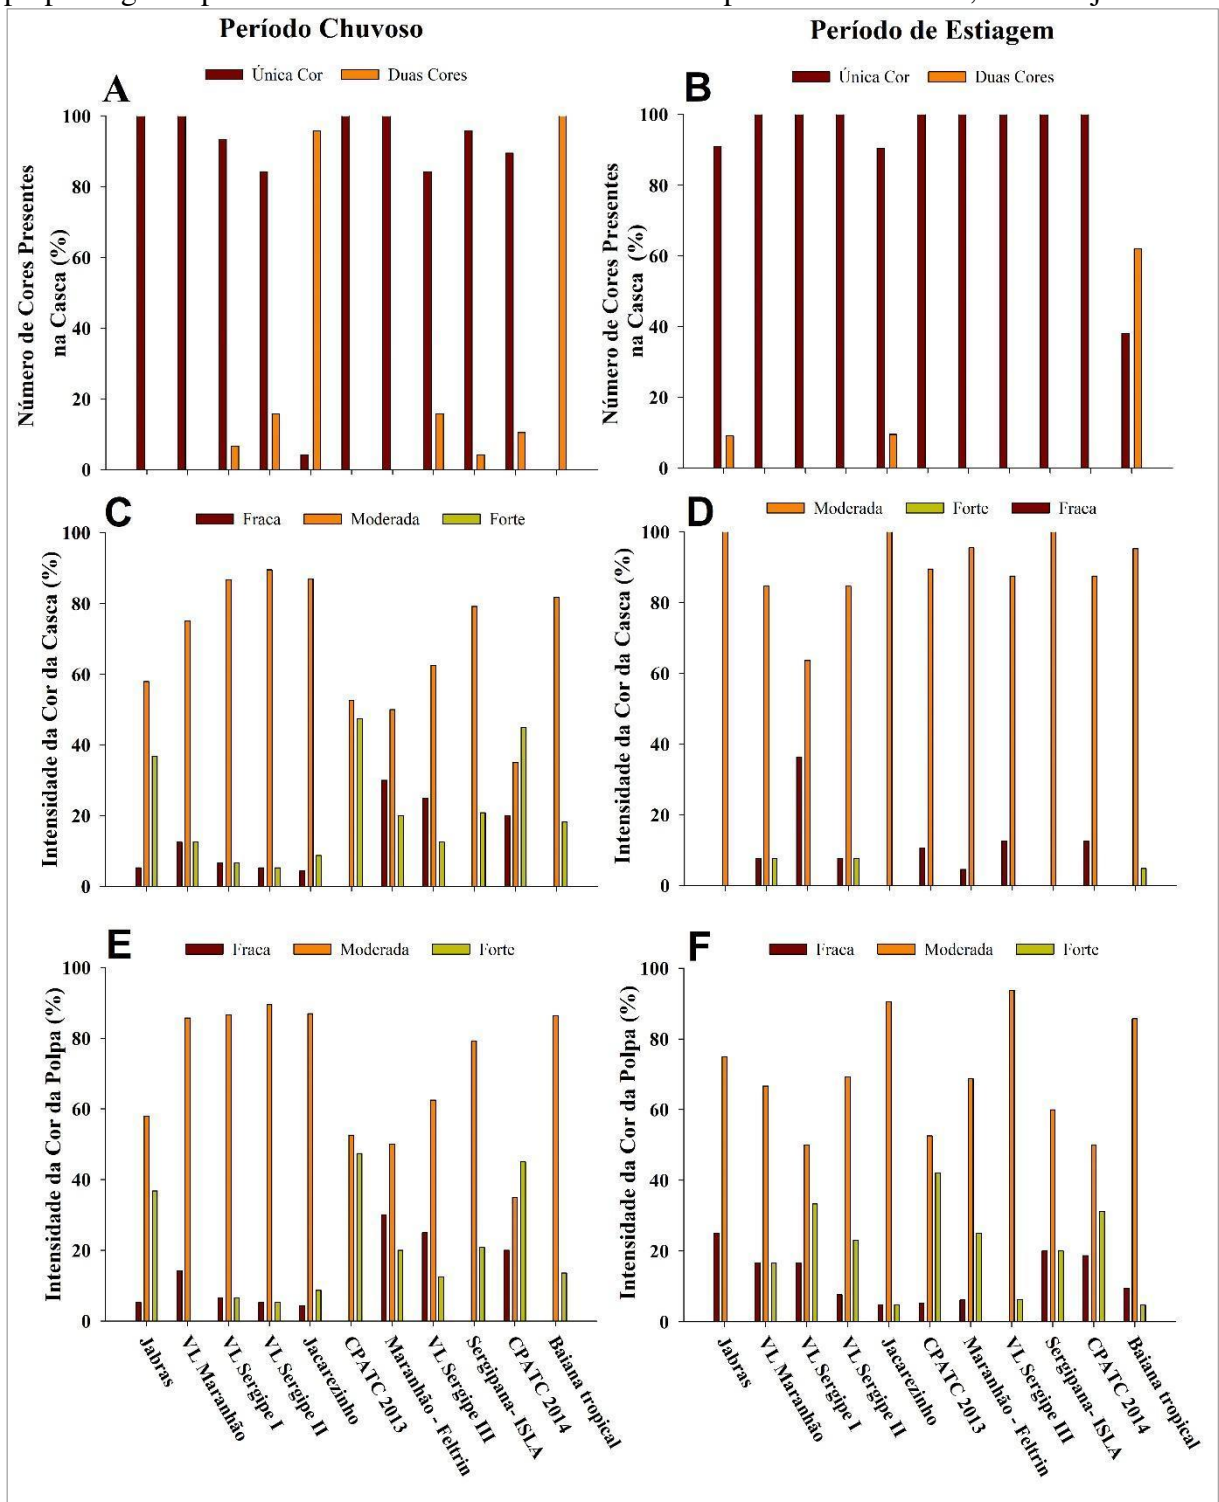 Período Chuvoso
Período de Estiagem
Única Cor Duas Cores
A
Número de Cores Presentes
na Casca (%)
100
80
60
40
20
0
Única Cor Duas Cores
B
Número de Cores Presentes
na Casca (%)
100
80
60
40
20
0
C
Fraca Moderada Forte
Intensidade da Cor da Casca (%)
100
80
60
40
20
0
Moderada Forte Fraca
D
Intensidade da Cor da Casca (%)
100
80
60
40
20
0
E
Fraca Moderada Forte
Intensidade da Cor da Polpa (%)
100
80
60
40
20
0
Jabras
VL Maranhão
VL Sergipe I
VL Sergipe II
Jacarezinho
CPATC 2013
Maranhão - Feltrin
VL Sergipe III
Sergipana- ISLA
CPATC 2014
Baiana tropical
F
Fraca Moderada Forte
Intensidade da Cor da Polpa (%)
100
80
60
40
20
0
Jabras
VL Maranhão
VL Sergipe I
VL Sergipe II
Jacarezinho
CPATC 2013
Maranhão - Feltrin
VL Sergipe III
Sergipana- ISLA
CPATC 2014
Baiana tropical